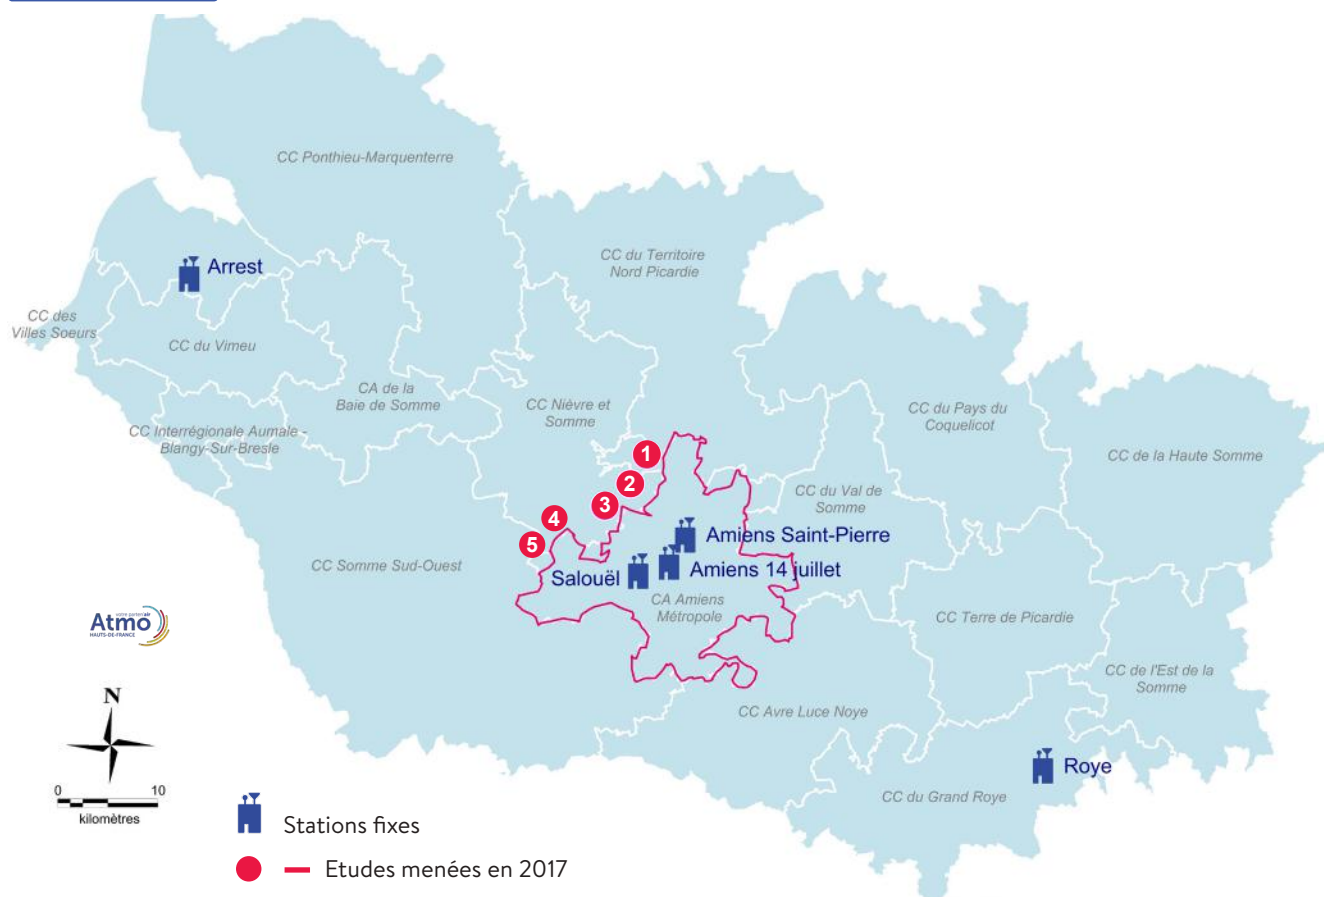 CC Ponthieu-Marquenterre
CC du Territoire
Nord Picardie
Arrest
CC des
Villes Soeurs
CC du Vimeu
CA de la
Baie de Somme
CC Nièvre et
Somme
CC du Pays du
Coquelicot
CC Interrégionale Aumale -
Blangy-Sur-Bresle
CC de la Haute Somme
1
2
3
4
5
CC du Val de
Somme
Amiens Saint-Pierre
Amiens 14 juillet
Salouël
CC Somme Sud-Ouest
CA Amiens
Métropole
CC Terre de Picardie
CC de l'Est de la
Somme
CC Avre Luce Noye
Roye
CC du Grand Roye
Atmo
HAUTS-DE-FRANCE
N
0 10
kilomètres
Stations fixes
Etudes menées en 2017